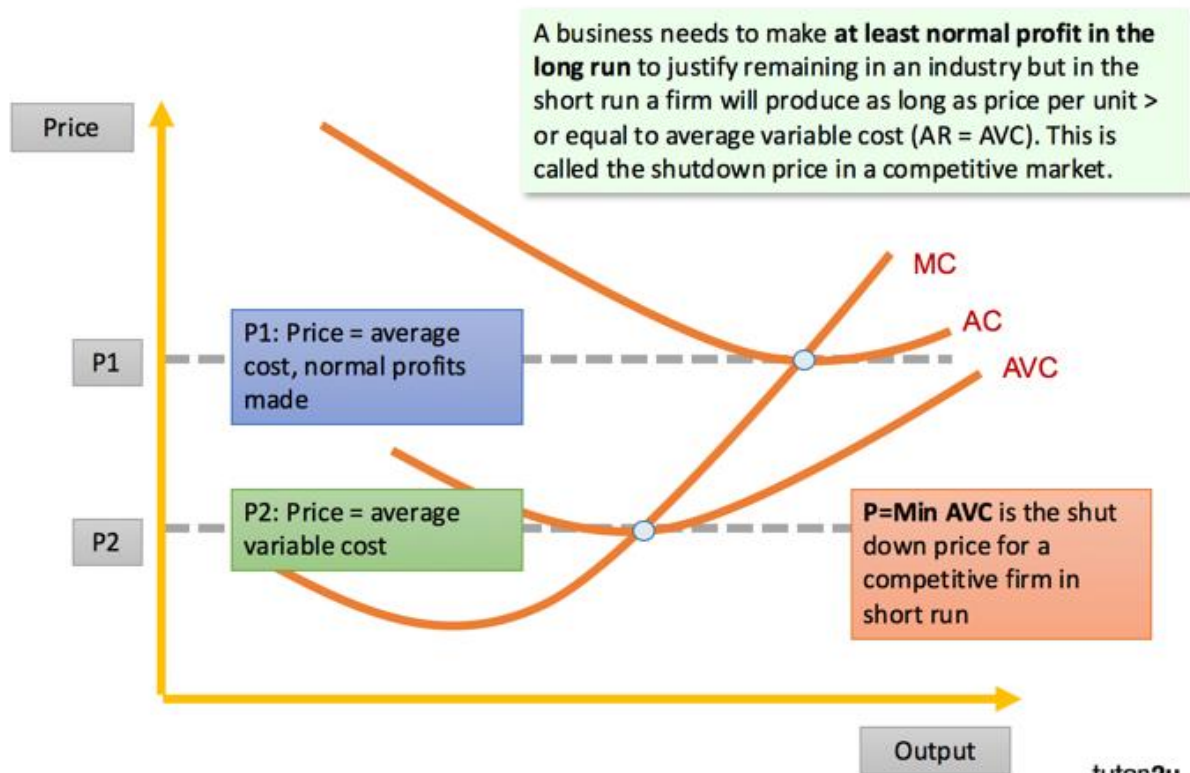 A business needs to make at least normal profit in the
long run to justify remaining in an industry but in the
short run a firm will produce as long as price per unit >
or equal to average variable cost (AR = AVC). This is
called the shutdown price in a competitive market.
Price
MC
AC
AVC
P1
P1: Price = average
cost, normal profits
made
P2
P2: Price = average
variable cost
P=Min AVC is the shut
down price for a
competitive firm in
short run
Output